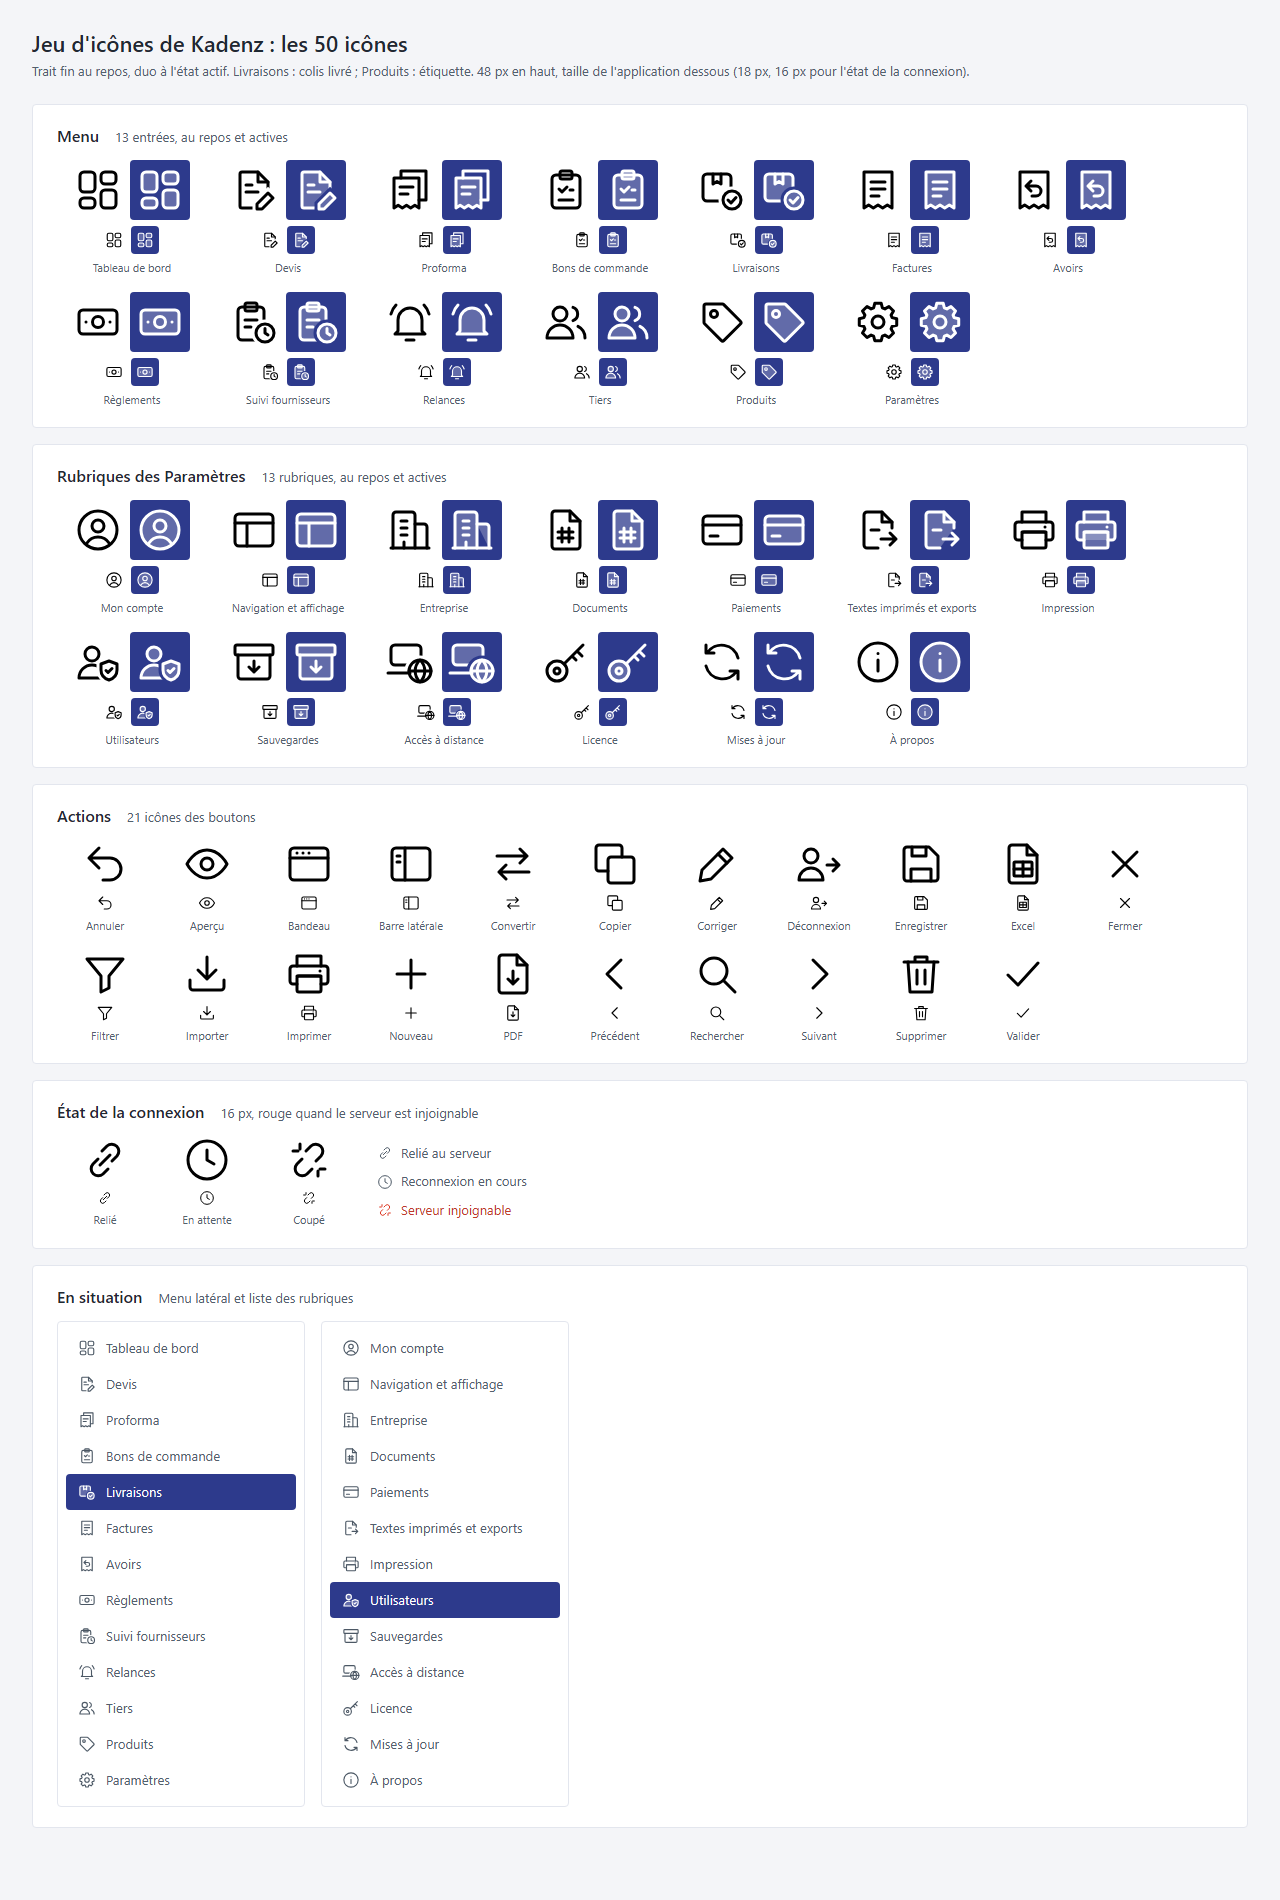 Jeu d'icônes de Kadenz : les 50 icônes
Trait fin au repos, duo à l'état actif. Livraisons : colis livré ; Produits : étiquette. 48 px en haut, taille de l'application dessous (18 px, 16 px pour l'état de la connexion).
Menu 13 entrées, au repos et actives
Tableau de bord Devis Proforma Bons de commande Livraisons Factures Avoirs
Règlements Suivi fournisseurs Relances Tiers Produits Paramètres
Rubriques des Paramètres 13 rubriques, au repos et actives
Mon compte Navigation et affichage Entreprise Documents Paiements Textes imprimés et exports Impression
Utilisateurs Sauvegardes Accès à distance Licence Mises à jour À propos
Actions 21 icônes des boutons
Annuler Aperçu Bandeau Barre latérale Convertir Copier Corriger Déconnexion Enregistrer Excel Fermer
Filtrer Importer Imprimer Nouveau PDF Précédent Rechercher Suivant Supprimer Valider
État de la connexion 16 px, rouge quand le serveur est injoignable
Relié En attente Coupé
Relié au serveur
Reconnexion en cours
Serveur injoignable
En situation Menu latéral et liste des rubriques
Tableau de bord
Devis
Proforma
Bons de commande
Livraisons
Factures
Avoirs
Règlements
Suivi fournisseurs
Relances
Tiers
Produits
Paramètres
Mon compte
Navigation et affichage
Entreprise
Documents
Paiements
Textes imprimés et exports
Impression
Utilisateurs
Sauvegardes
Accès à distance
Licence
Mises à jour
À propos